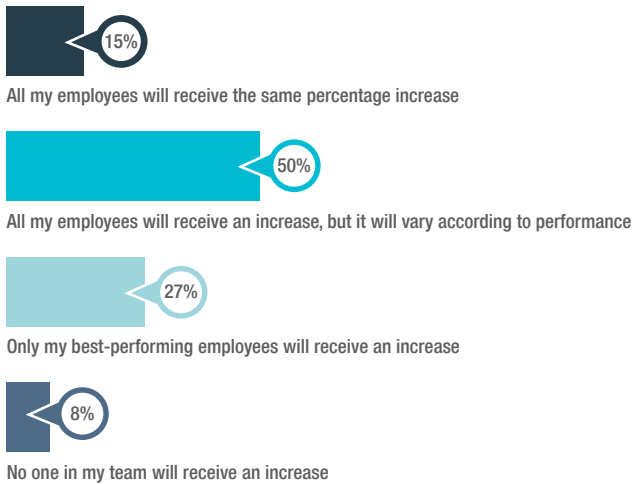 15%
All my employees will receive the same percentage increase
50%
All my employees will receive an increase, but it will vary according to performance
27%
Only my best-performing employees will receive an increase
8%
No one in my team will receive an increase